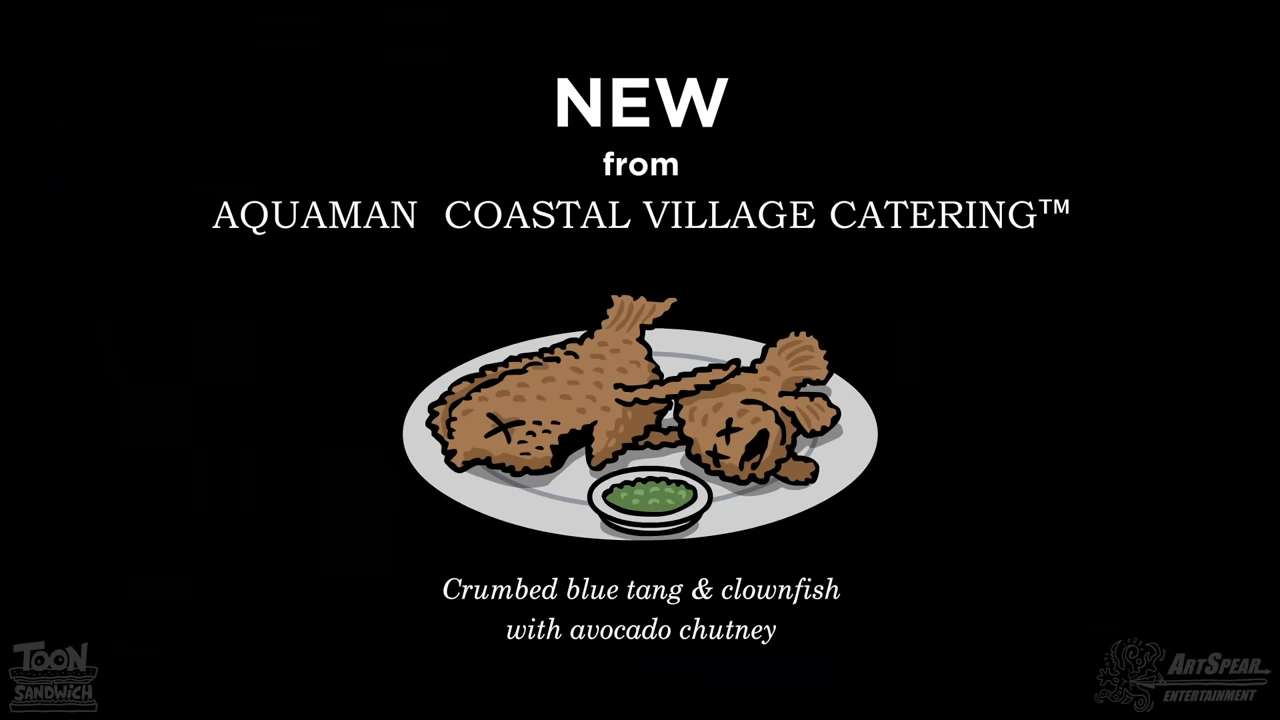 NEW
from
AQUAMAN COASTAL VILLAGE CATERING™
Crumbed blue tang & clownfish
with avocado chutney
TOON
SANDWICH
ARTSPEAR
ENTERTAINMENT